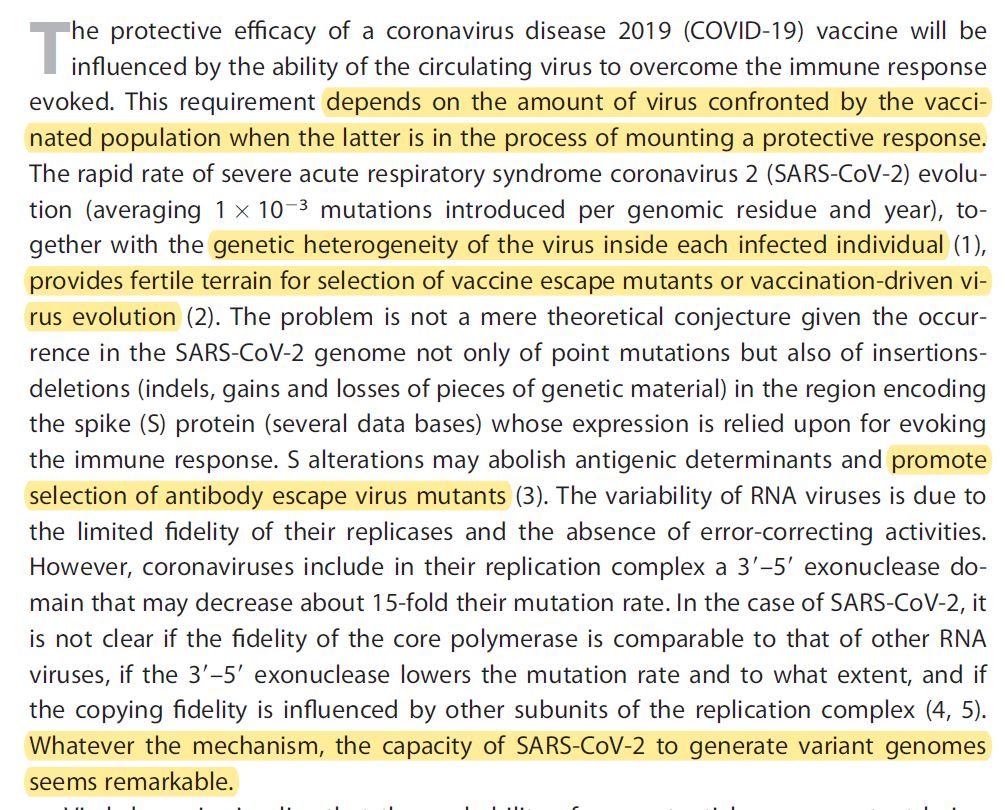 The protective efficacy of a coronavirus disease 2019 (COVID-19) vaccine will be
influenced by the ability of the circulating virus to overcome the immune response
evoked. This requirement depends on the amount of virus confronted by the vacci-
nated population when the latter is in the process of mounting a protective response.
The rapid rate of severe acute respiratory syndrome coronavirus 2 (SARS-CoV-2) evolu-
tion (averaging 1 × 10⁻³ mutations introduced per genomic residue and year), to-
gether with the genetic heterogeneity of the virus inside each infected individual (1),
provides fertile terrain for selection of vaccine escape mutants or vaccination-driven vi-
rus evolution (2). The problem is not a mere theoretical conjecture given the occur-
rence in the SARS-CoV-2 genome not only of point mutations but also of insertions-
deletions (indels, gains and losses of pieces of genetic material) in the region encoding
the spike (S) protein (several data bases) whose expression is relied upon for evoking
the immune response. S alterations may abolish antigenic determinants and promote
selection of antibody escape virus mutants (3). The variability of RNA viruses is due to
the limited fidelity of their replicases and the absence of error-correcting activities.
However, coronaviruses include in their replication complex a 3′–5′ exonuclease do-
main that may decrease about 15-fold their mutation rate. In the case of SARS-CoV-2, it
is not clear if the fidelity of the core polymerase is comparable to that of other RNA
viruses, if the 3′–5′ exonuclease lowers the mutation rate and to what extent, and if
the copying fidelity is influenced by other subunits of the replication complex (4, 5).
Whatever the mechanism, the capacity of SARS-CoV-2 to generate variant genomes
seems remarkable.